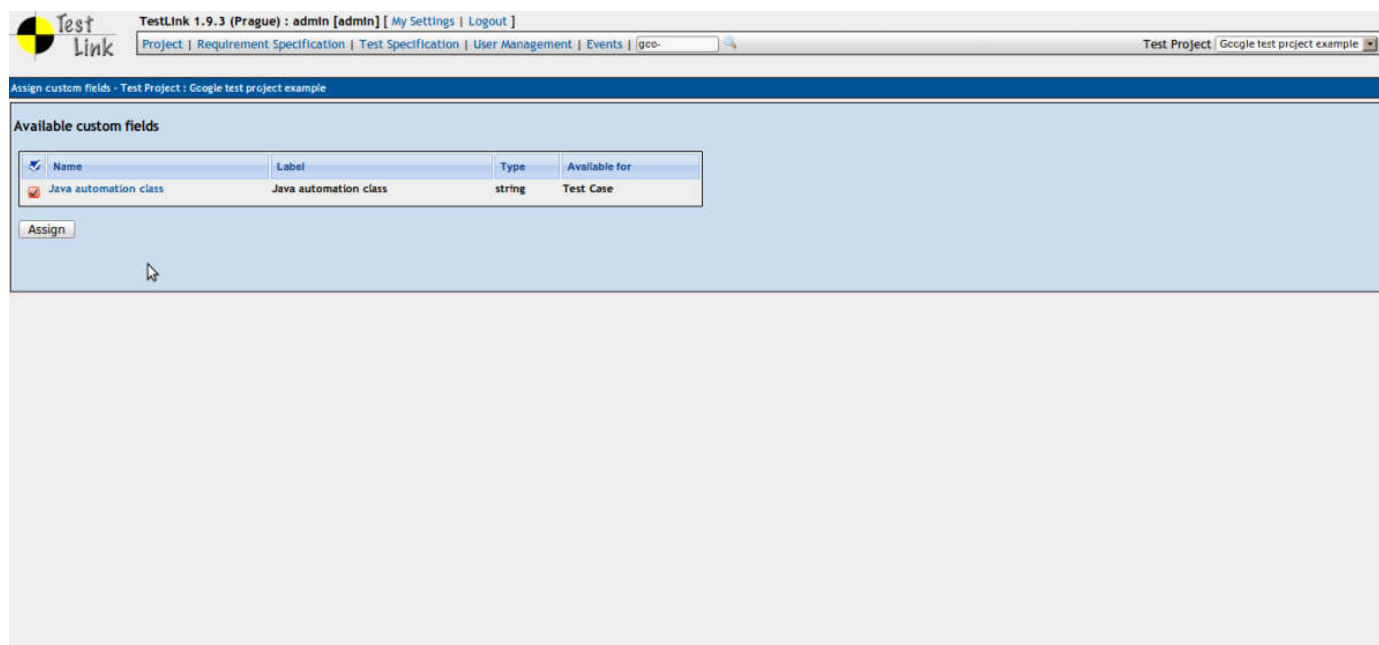 Test
Link
TestLink 1.9.3 (Prague) : admin [admin] [ My Settings | Logout ]
Project | Requirement Specification | Test Specification | User Management | Events | goo-
Test Project Google test project example
Assign custom fields - Test Project : Google test project example
Available custom fields
Name Label Type Available for
Java automation class Java automation class string Test Case
Assign